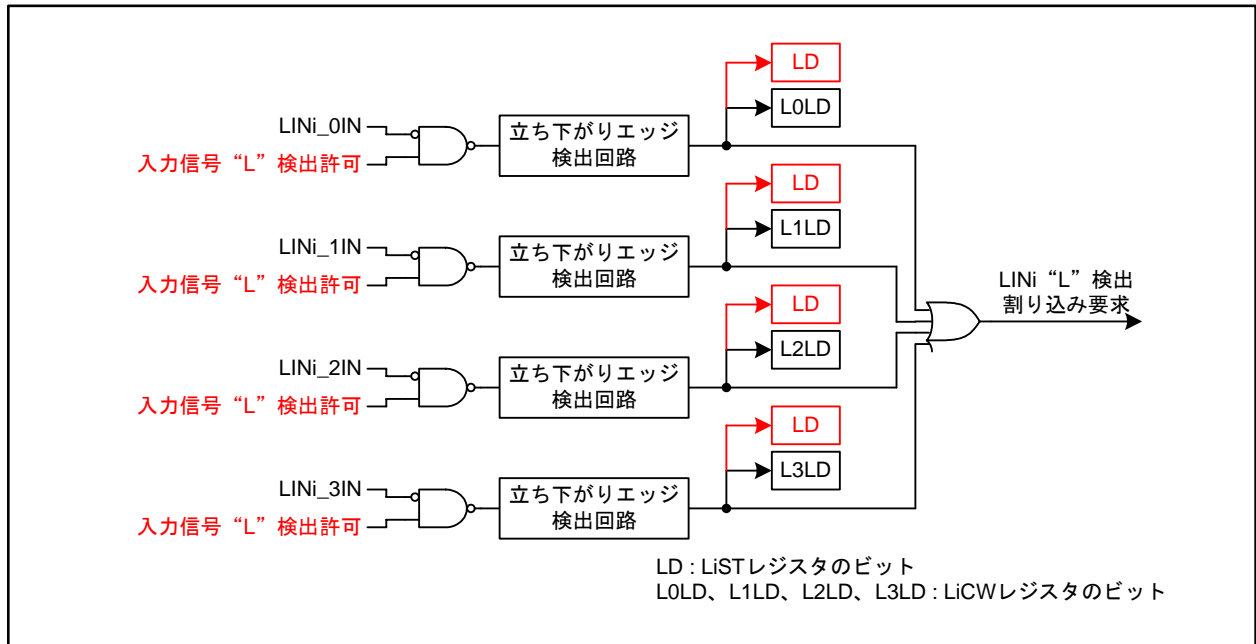 LD
L0LD
LINi_0IN
入力信号“L”検出許可
立ち下がりエッジ
検出回路
LD
L1LD
LINi_1IN
入力信号“L”検出許可
立ち下がりエッジ
検出回路
LINi“L”検出
割り込み要求
LD
L2LD
LINi_2IN
入力信号“L”検出許可
立ち下がりエッジ
検出回路
LD
L3LD
LINi_3IN
入力信号“L”検出許可
立ち下がりエッジ
検出回路
LD : LiSTレジスタのビット
L0LD、L1LD、L2LD、L3LD : LiCWレジスタのビット